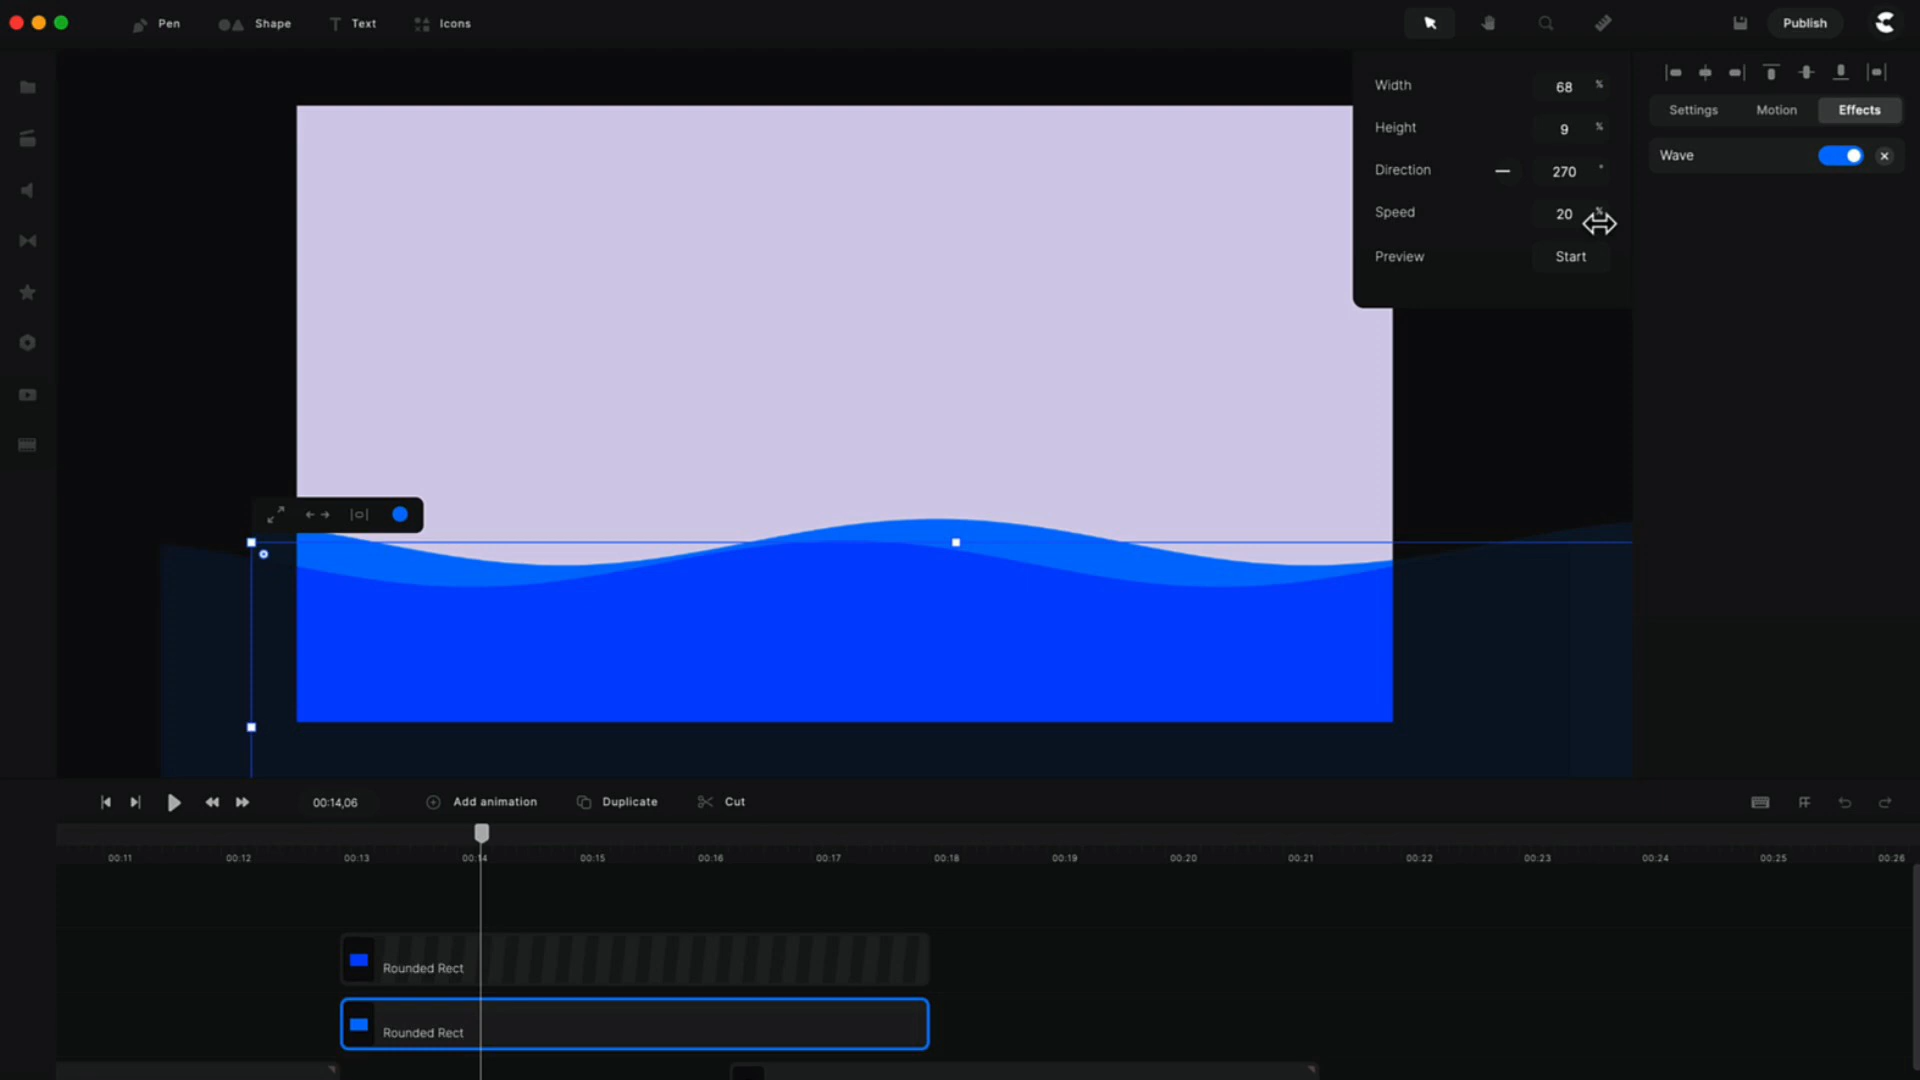 Pen
Shape
Text
Icons
Publish
Width 68 %
Height 9 %
Direction 270 °
Speed 20 %
Preview Start
Settings Motion Effects
Wave
00:14,06
Add animation
Duplicate
Cut
00:11 00:12 00:13 00:14 00:15 00:16 00:17 00:18 00:19 00:20 00:21 00:22 00:23 00:24 00:25 00:26
Rounded Rect
Rounded Rect